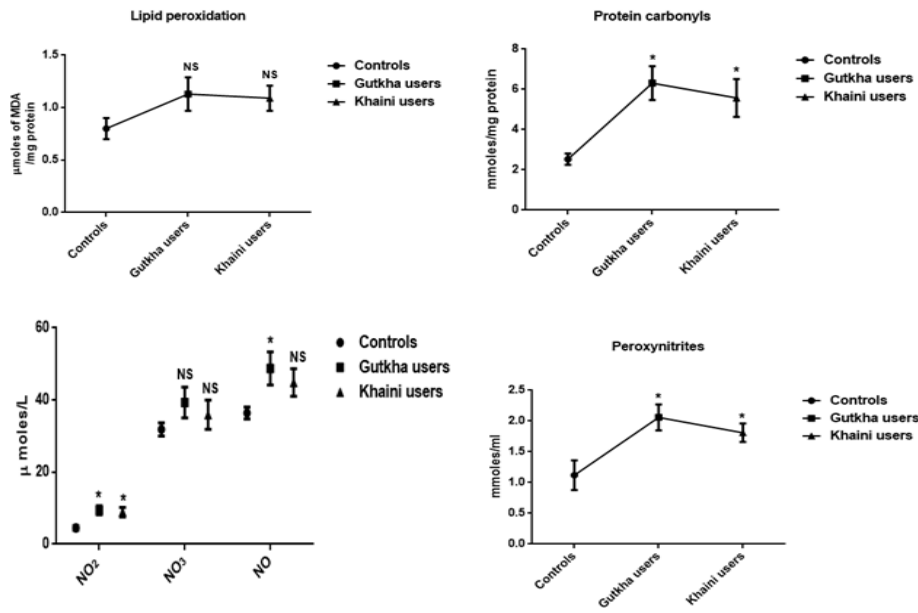 Lipid peroxidation
1.5
1.0
0.5
0.0
μmoles of MDA
/mg protein
NS
NS
Controls
Gutkha users
Khaini users
Controls
Gutkha users
Khaini users
Protein carbonyls
8
6
4
2
0
mmoles/mg protein
*
*
Controls
Gutkha users
Khaini users
Controls
Gutkha users
Khaini users
60
40
20
0
μ moles/L
*
*
NS
NS
*
NS
NO2
NO3
NO
Controls
Gutkha users
Khaini users
Peroxynitrites
2.5
2.0
1.5
1.0
0.5
0.0
mmoles/ml
*
*
Controls
Gutkha users
Khaini users
Controls
Gutkha users
Khaini users